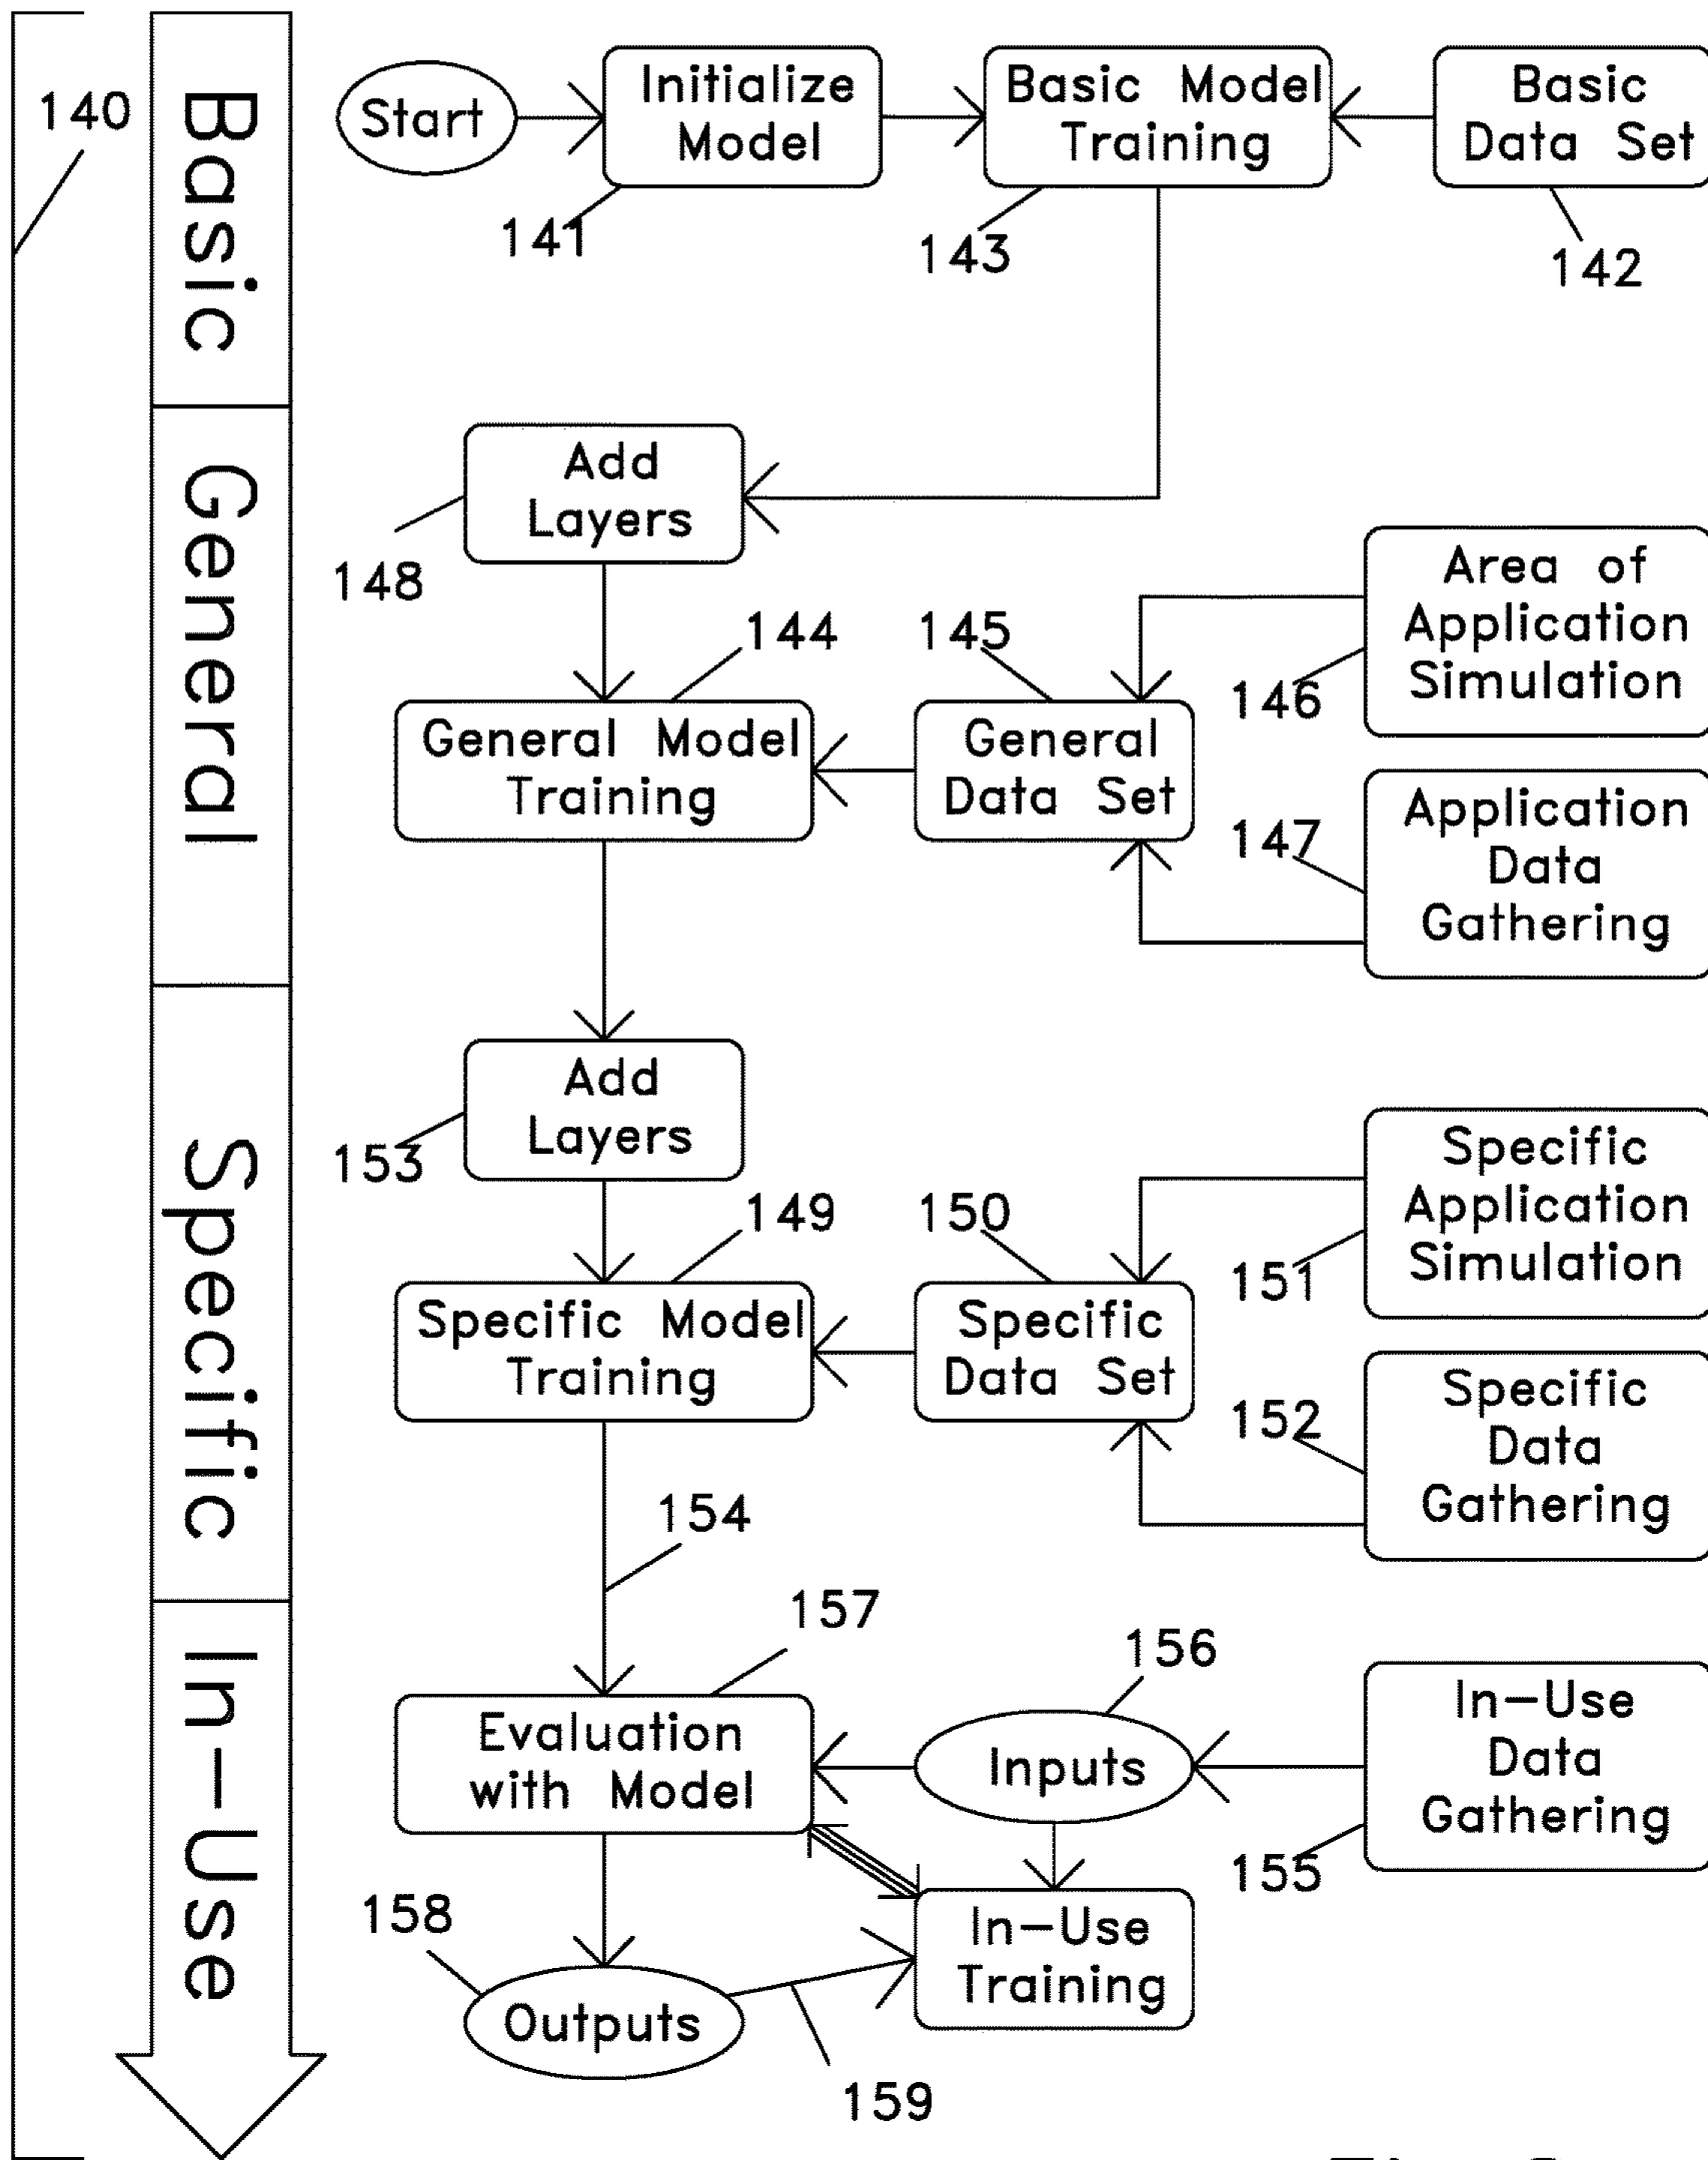 140
Basic
General
Specific
In-Use
Start
Initialize
Model
141
Basic Model
Training
143
Basic
Data Set
142
Add
Layers
148
144
General Model
Training
145
General
Data Set
Area of
Application
Simulation
146
Application
Data
Gathering
147
Add
Layers
153
149
Specific Model
Training
150
Specific
Data Set
Specific
Application
Simulation
151
Specific
Data
Gathering
152
154
157
Evaluation
with Model
156
Inputs
In-Use
Data
Gathering
155
In-Use
Training
158
Outputs
159